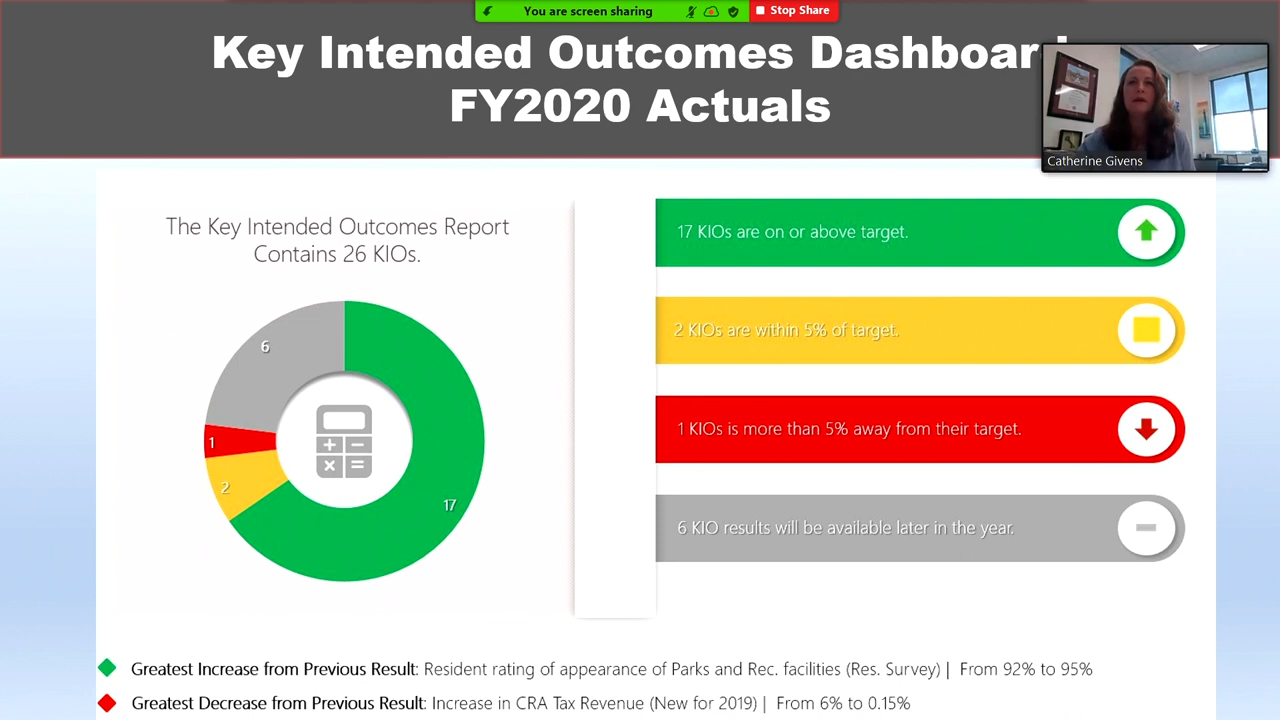 You are screen sharing
Stop Share
Key Intended Outcomes
FY2020 Actuals
Catherine Givens
The Key Intended Outcomes Report
Contains 26 KIOs.
6
1
2
17
17 KIOs are on or above target.
2 KIOs are within 5% of target.
1 KIOs is more than 5% away from their target.
6 KIO results will be available later in the year.
Greatest Increase from Previous Result: Resident rating of appearance of Parks and Rec. facilities (Res. Survey) | From 92% to 95%
Greatest Decrease from Previous Result: Increase in CRA Tax Revenue (New for 2019) | From 6% to 0.15%